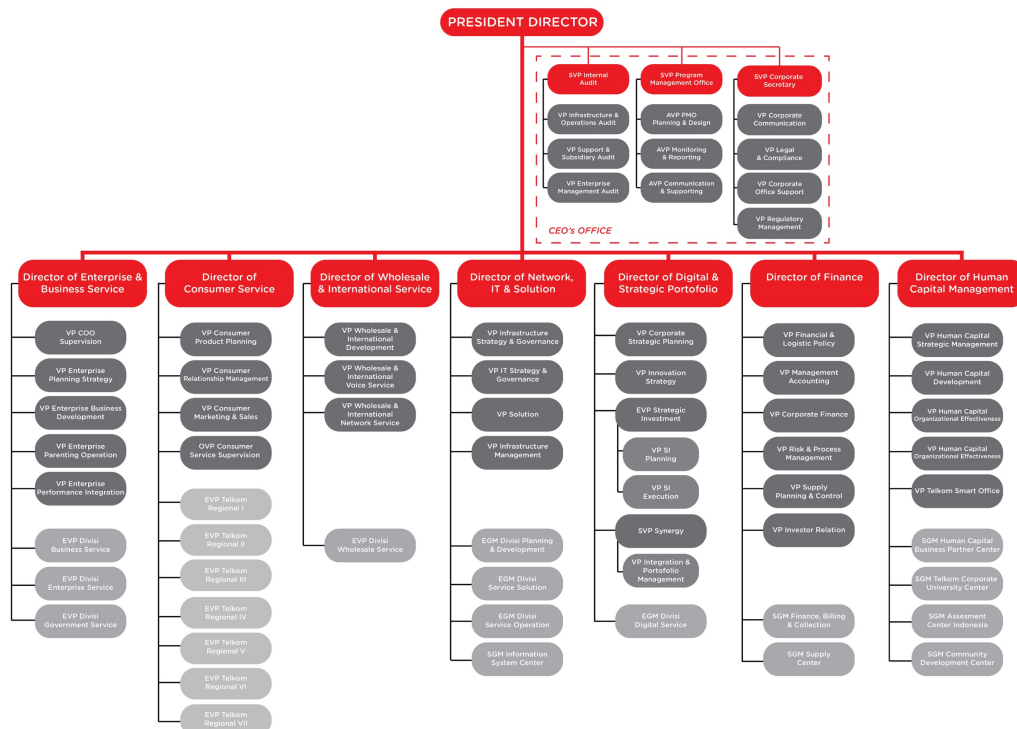 PRESIDENT DIRECTOR
SVP Internal
Audit
VP Infrastructure &
Operations Audit
VP Support &
Subsidiary Audit
VP Enterprise
Management Audit
SVP Program
Management Office
AVP PMO
Planning & Design
AVP Monitoring
& Reporting
AVP Communication
& Supporting
SVP Corporate
Secretary
VP Corporate
Communication
VP Legal
& Compliance
VP Corporate
Office Support
VP Regulatory
Management
CEO's OFFICE
Director of Enterprise &
Business Service
VP COO
Supervision
VP Enterprise
Planning Strategy
VP Enterprise Business
Development
VP Enterprise
Parenting Operation
VP Enterprise
Performance Integration
EVP Divisi
Business Service
EVP Divisi
Enterprise Service
EVP Divisi
Government Service
Director of
Consumer Service
VP Consumer
Product Planning
VP Consumer
Relationship Management
VP Consumer
Marketing & Sales
OVP Consumer
Service Supervision
EVP Telkom
Regional I
EVP Telkom
Regional II
EVP Telkom
Regional III
EVP Telkom
Regional IV
EVP Telkom
Regional V
EVP Telkom
Regional VI
EVP Telkom
Regional VII
Director of Wholesale
& International Service
VP Wholesale &
International
Development
VP Wholesale &
International
Voice Service
VP Wholesale &
International
Network Service
EVP Divisi
Wholesale Service
Director of Network,
IT & Solution
VP Infrastructure
Strategy & Governance
VP IT Strategy &
Governance
VP Solution
VP Infrastructure
Management
EGM Divisi Planning
& Development
EGM Divisi
Service Solution
EGM Divisi
Service Operation
SGM Information
System Center
Director of Digital &
Strategic Portofolio
VP Corporate
Strategic Planning
VP Innovation
Strategy
EVP Strategic
Investment
VP SI
Planning
VP SI
Execution
SVP Synergy
VP Integration &
Portofolio
Management
EGM Divisi
Digital Service
Director of Finance
VP Financial &
Logistic Policy
VP Management
Accounting
VP Corporate Finance
VP Risk & Process
Management
VP Supply
Planning & Control
VP Investor Relation
SGM Finance, Billing
& Collection
SGM Supply
Center
Director of Human
Capital Management
VP Human Capital
Strategic Management
VP Human Capital
Development
VP Human Capital
Organizational Effectiveness
VP Human Capital
Organizational Effectiveness
VP Telkom Smart Office
SGM Human Capital
Business Partner Center
SGM Telkom Corporate
University Center
SGM Assesment
Center Indonesia
SGM Community
Development Center